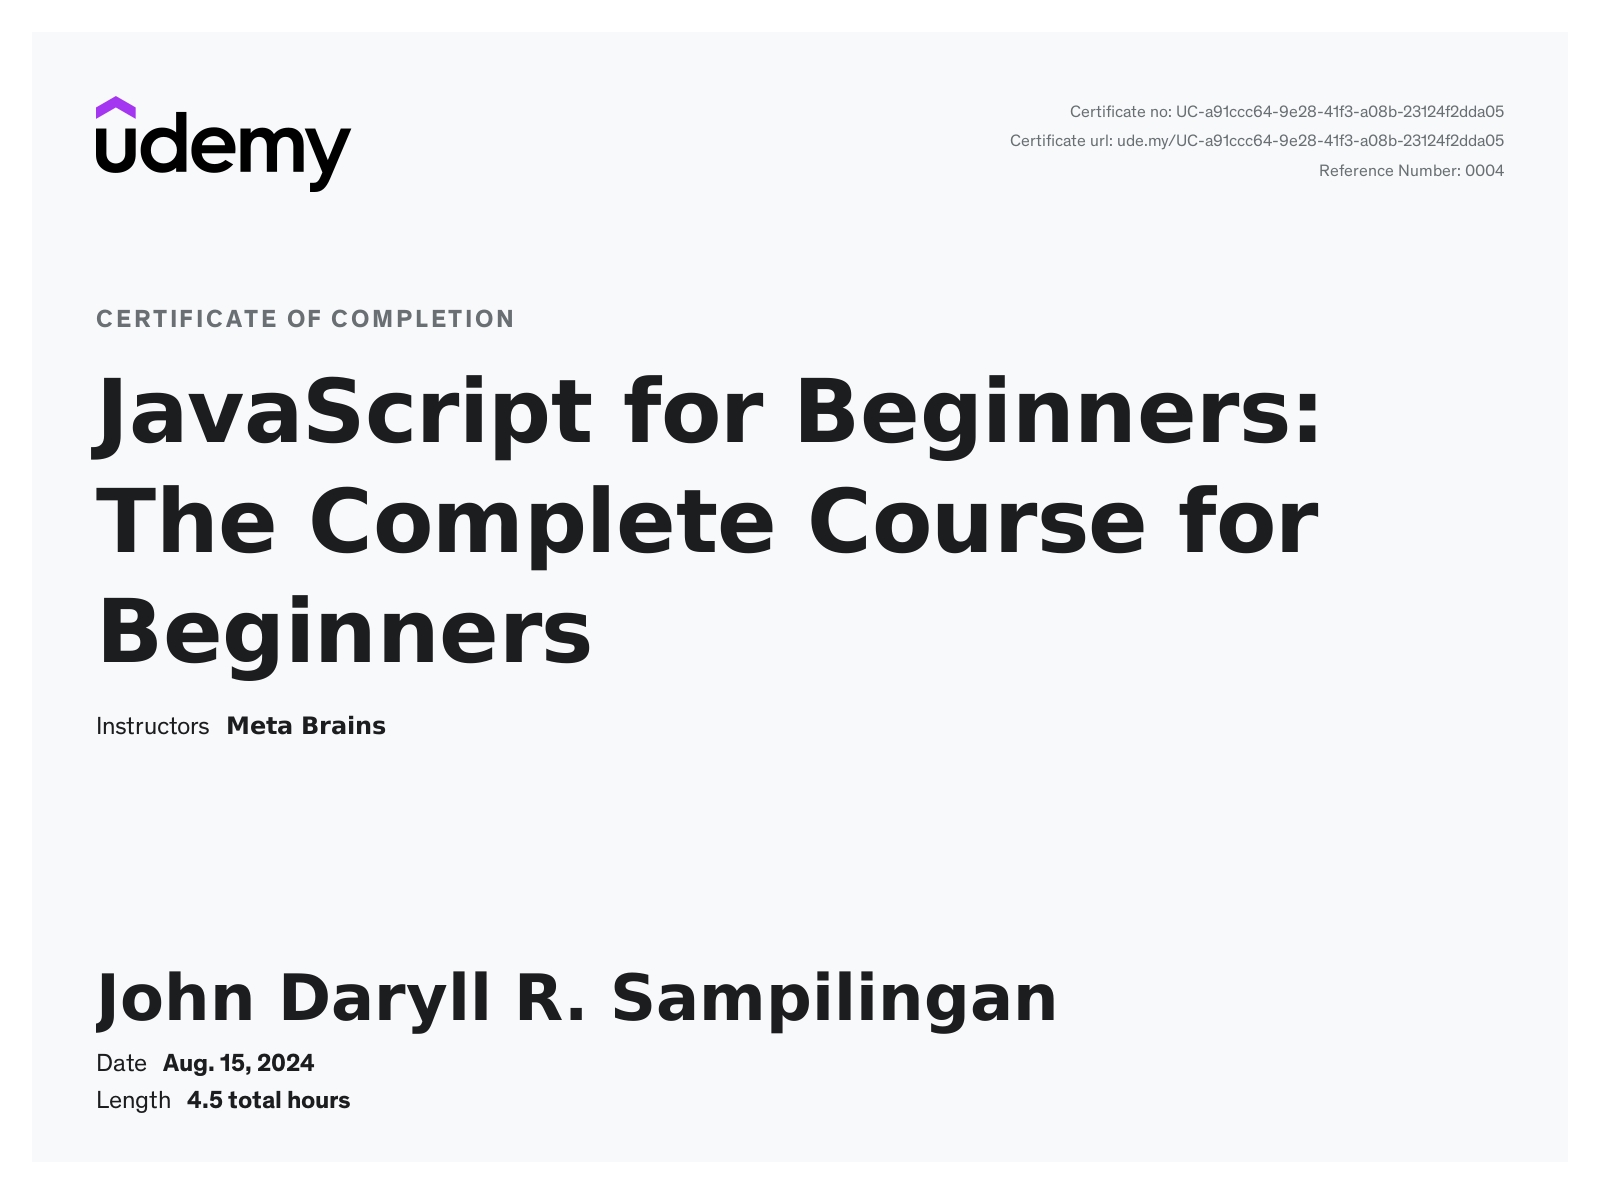 udemy
Certificate no: UC-a91ccc64-9e28-41f3-a08b-23124f2dda05
Certificate url: ude.my/UC-a91ccc64-9e28-41f3-a08b-23124f2dda05
Reference Number: 0004
CERTIFICATE OF COMPLETION
JavaScript for Beginners:
The Complete Course for
Beginners
Instructors Meta Brains
John Daryll R. Sampilingan
Date Aug. 15, 2024
Length 4.5 total hours